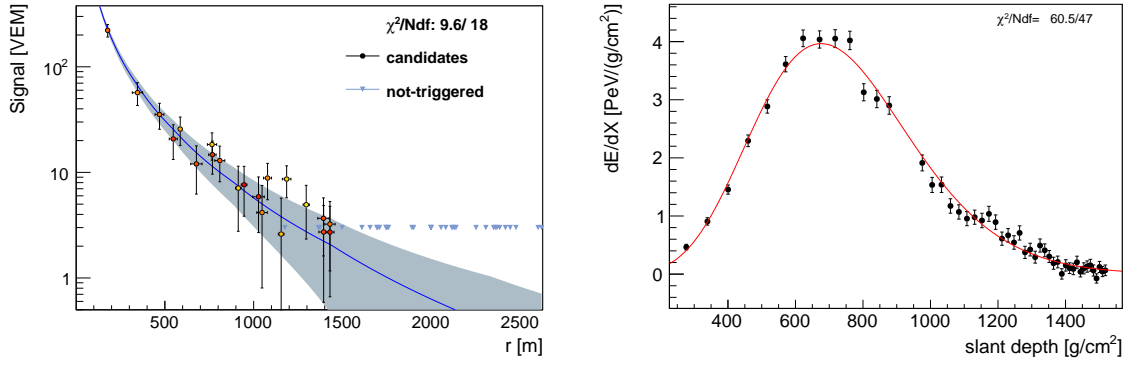 Signal [VEM]
χ²/Ndf: 9.6/ 18
candidates
not-triggered
10²
10
1
500
1000
1500
2000
2500
r [m]
dE/dX [PeV/(g/cm²)]
χ²/Ndf= 60.5/47
4
3
2
1
0
400
600
800
1000
1200
1400
slant depth [g/cm²]